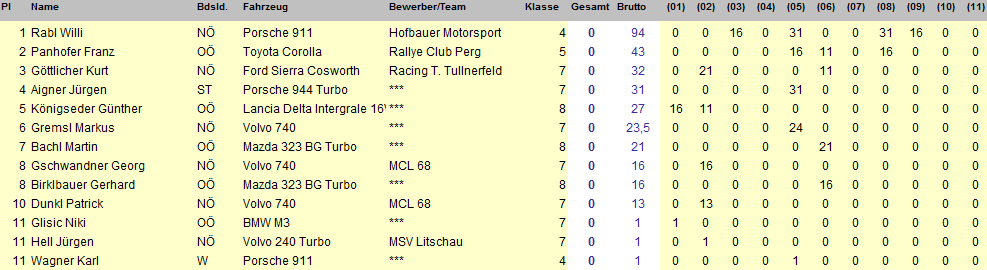 Pl Name Bdsld. Fahrzeug Bewerber/Team Klasse Gesamt Brutto (01) (02) (03) (04) (05) (06) (07) (08) (09) (10) (11)
1 Rabl Willi NÖ Porsche 911 Hofbauer Motorsport 4 0 94 0 0 16 0 31 0 0 31 16 0 0
2 Panhofer Franz OÖ Toyota Corolla Rallye Club Perg 5 0 43 0 0 0 0 16 11 0 16 0 0 0
3 Göttlicher Kurt NÖ Ford Sierra Cosworth Racing T. Tullnerfeld 7 0 32 0 21 0 0 0 11 0 0 0 0 0
4 Aigner Jürgen ST Porsche 944 Turbo *** 7 0 31 0 0 0 0 31 0 0 0 0 0 0
5 Königseder Günther OÖ Lancia Delta Intergrale 16V *** 8 0 27 16 11 0 0 0 0 0 0 0 0 0
6 Gremsl Markus NÖ Volvo 740 *** 7 0 23,5 0 0 0 0 24 0 0 0 0 0 0
7 Bachl Martin OÖ Mazda 323 BG Turbo *** 8 0 21 0 0 0 0 0 21 0 0 0 0 0
8 Gschwandner Georg NÖ Volvo 740 MCL 68 7 0 16 0 16 0 0 0 0 0 0 0 0 0
8 Birklbauer Gerhard OÖ Mazda 323 BG Turbo *** 8 0 16 0 0 0 0 0 16 0 0 0 0 0
10 Dunkl Patrick NÖ Volvo 740 MCL 68 7 0 13 0 13 0 0 0 0 0 0 0 0 0
11 Glisic Niki OÖ BMW M3 *** 7 0 1 1 0 0 0 0 0 0 0 0 0 0
11 Hell Jürgen NÖ Volvo 240 Turbo MSV Litschau 7 0 1 0 1 0 0 0 0 0 0 0 0 0
11 Wagner Karl W Porsche 911 *** 4 0 1 0 0 0 0 1 0 0 0 0 0 0